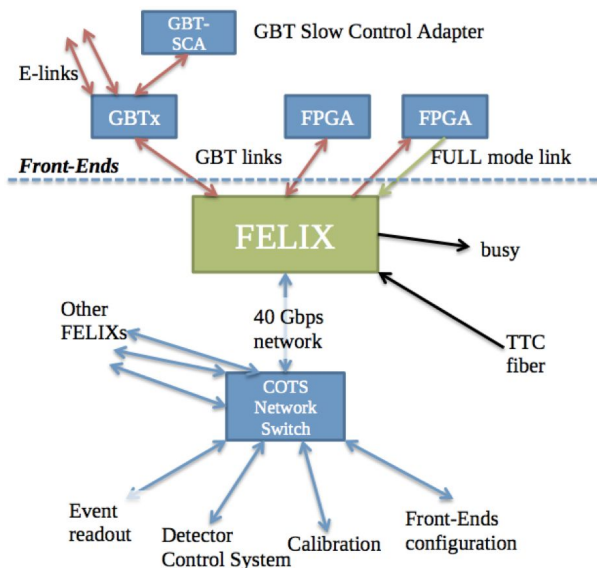 GBT-
SCA
GBT Slow Control Adapter
E-links
GBTx
FPGA
FPGA
GBT links
FULL mode link
Front-Ends
FELIX
busy
Other
FELIXs
40 Gbps
network
TTC
fiber
COTS
Network
Switch
Event
readout
Detector
Control System
Calibration
Front-Ends
configuration